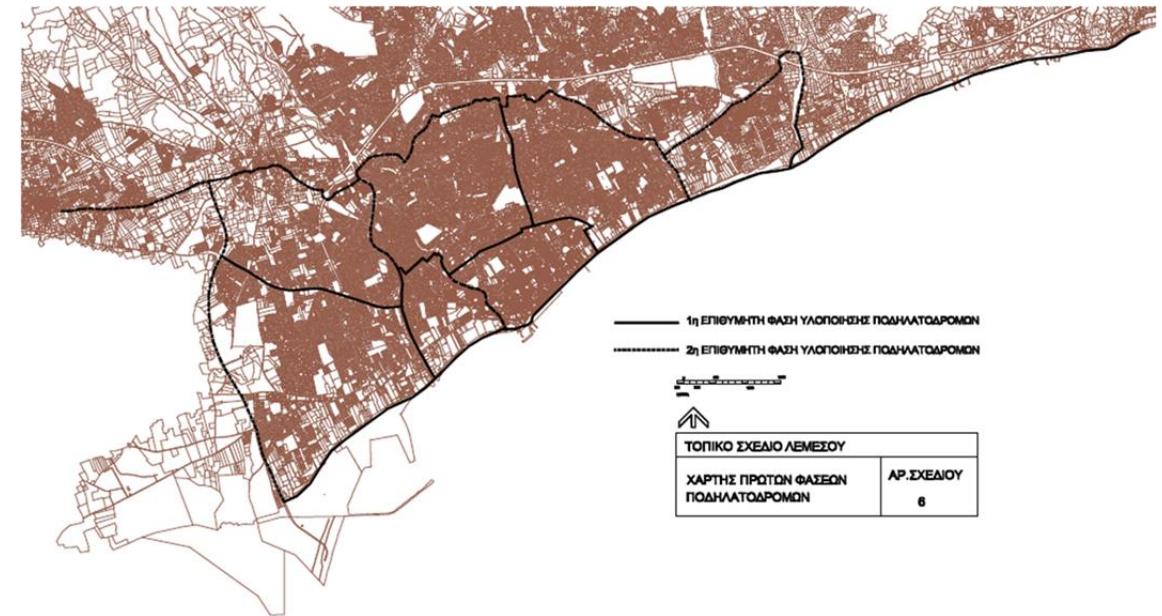 1η ΕΠΙΘΥΜΗΤΗ ΦΑΣΗ ΥΛΟΠΟΙΗΣΗΣ ΠΟΔΗΛΑΤΟΔΡΟΜΩΝ
2η ΕΠΙΘΥΜΗΤΗ ΦΑΣΗ ΥΛΟΠΟΙΗΣΗΣ ΠΟΔΗΛΑΤΟΔΡΟΜΩΝ
ΤΟΠΙΚΟ ΣΧΕΔΙΟ ΛΕΜΕΣΟΥ
ΧΑΡΤΗΣ ΠΡΩΤΩΝ ΦΑΣΕΩΝ
ΠΟΔΗΛΑΤΟΔΡΟΜΩΝ
ΑΡ.ΣΧΕΔΙΟΥ
6